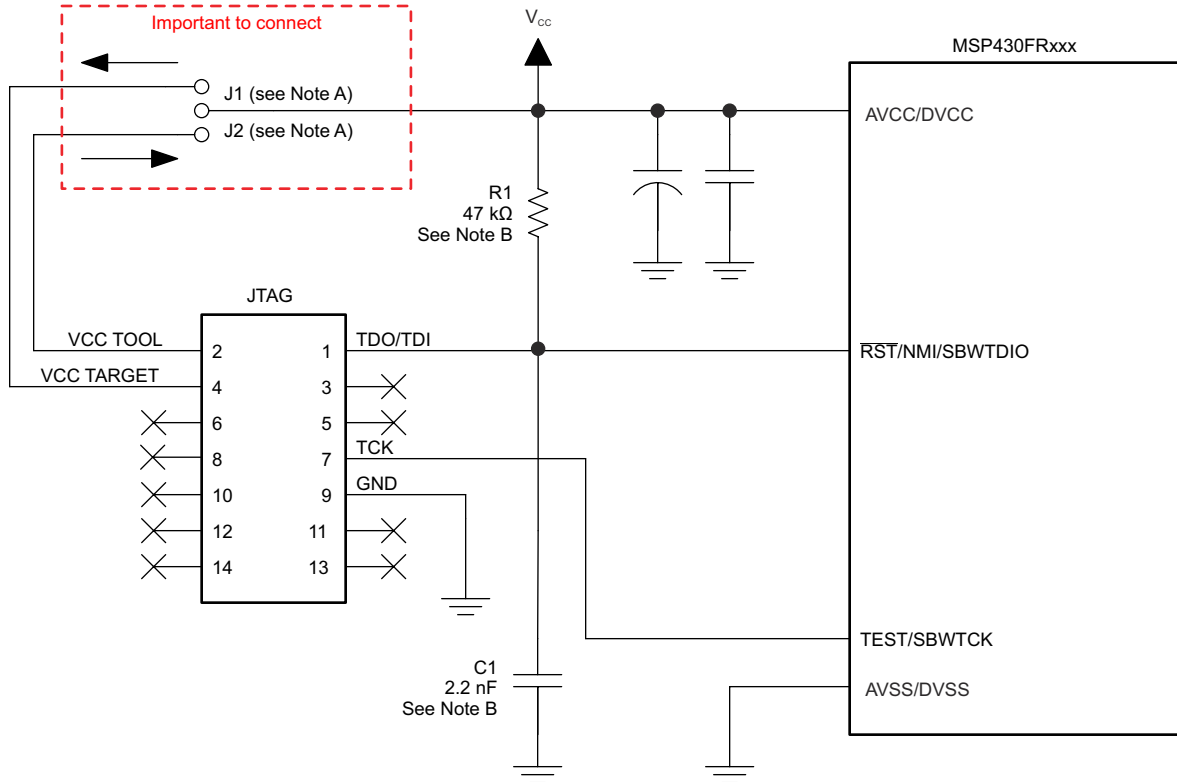 Important to connect
J1 (see Note A)
J2 (see Note A)
VCC
MSP430FRxxx
AVCC/DVCC
R1
47 kΩ
See Note B
JTAG
VCC TOOL
2
1
TDO/TDI
RST/NMI/SBWTDIO
VCC TARGET
4
3
6
5
8
7
TCK
10
9
GND
12
11
14
13
TEST/SBWTCK
C1
2.2 nF
See Note B
AVSS/DVSS